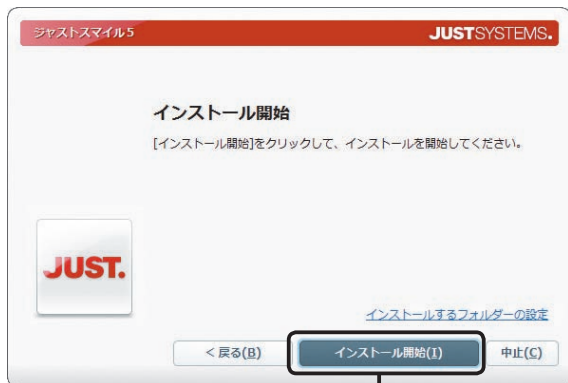 ジャストスマイル5
JUSTSYSTEMS.
インストール開始
[インストール開始]をクリックして、インストールを開始してください。
JUST.
インストールするフォルダーの設定
< 戻る(B)
インストール開始(I)
中止(C)